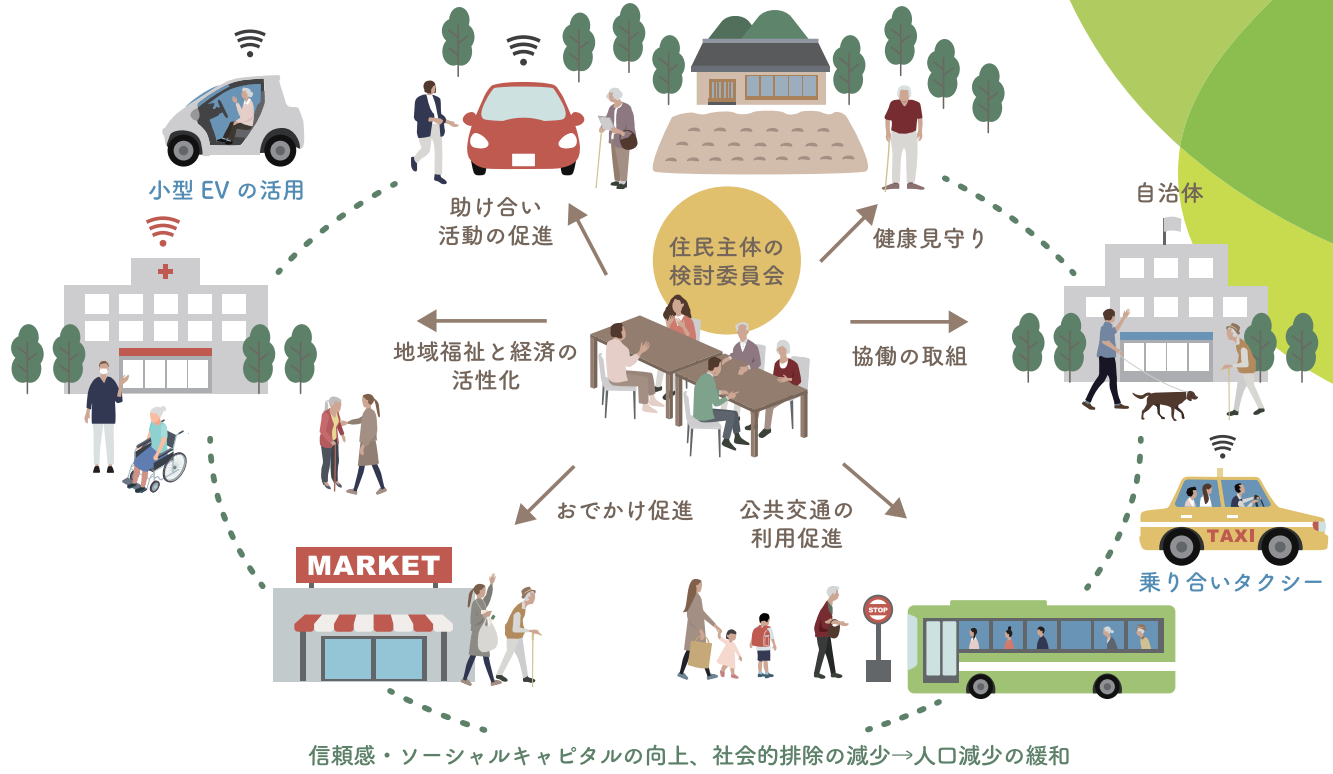 小型 EV の活用
助け合い
活動の促進
住民主体の
検討委員会
健康見守り
自治体
地域福祉と経済の
活性化
協働の取組
おでかけ促進
公共交通の
利用促進
TAXI
乗り合いタクシー
MARKET
STOP
信頼感・ソーシャルキャピタルの向上、社会的排除の減少→人口減少の緩和